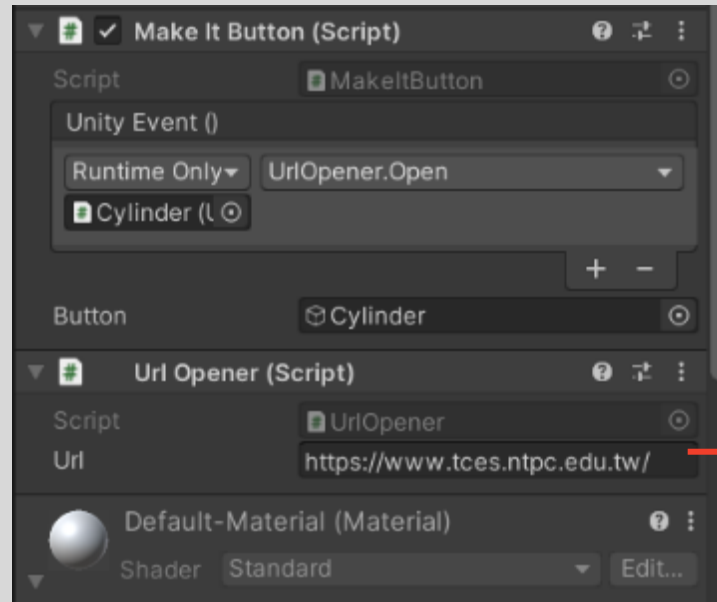 Make It Button (Script)
Script MakeItButton
Unity Event ()
Runtime Only UrlOpener.Open
Cylinder (U
Button Cylinder
Url Opener (Script)
Script UrlOpener
Url https://www.tces.ntpc.edu.tw/
Default-Material (Material)
Shader Standard Edit...